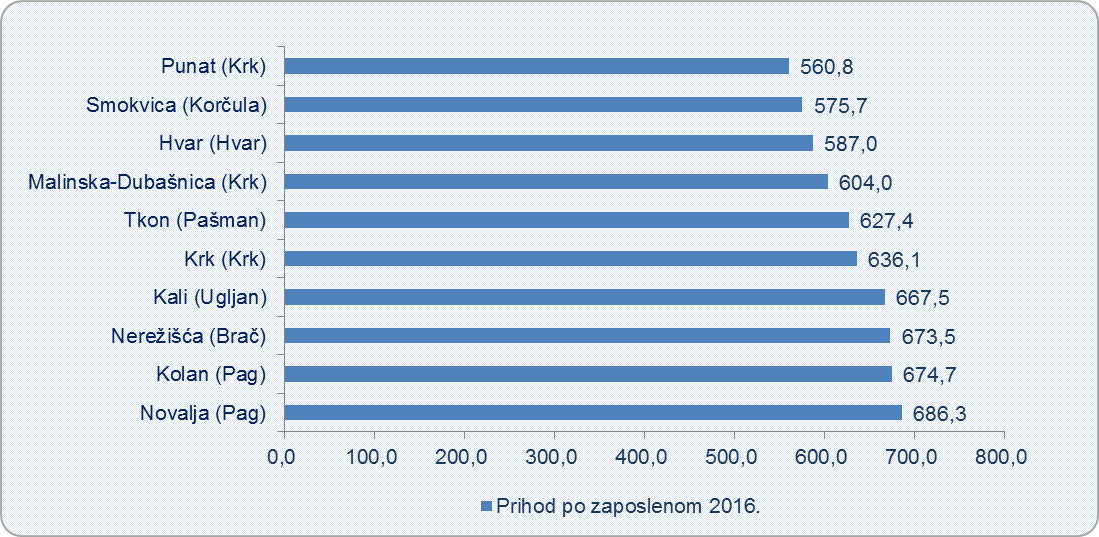 Punat (Krk) 560,8
Smokvica (Korčula) 575,7
Hvar (Hvar) 587,0
Malinska-Dubašnica (Krk) 604,0
Tkon (Pašman) 627,4
Krk (Krk) 636,1
Kali (Ugljan) 667,5
Nerežišća (Brač) 673,5
Kolan (Pag) 674,7
Novalja (Pag) 686,3
0,0 100,0 200,0 300,0 400,0 500,0 600,0 700,0 800,0
Prihod po zaposlenom 2016.